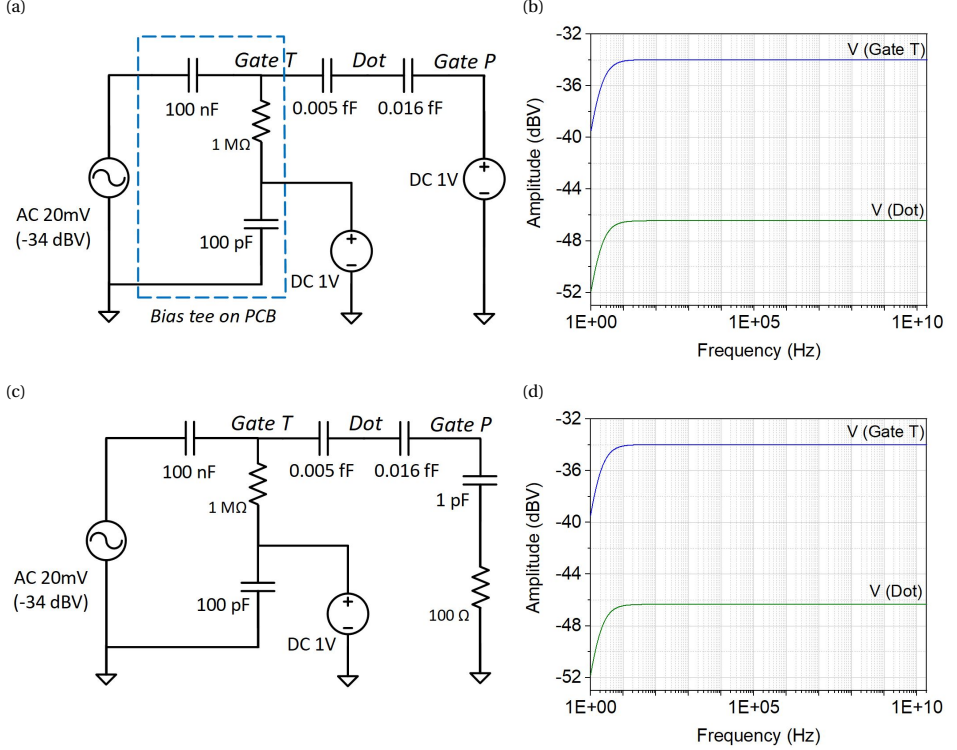 (a)
Gate T
Dot
Gate P
100 nF
0.005 fF
0.016 fF
1 MΩ
DC 1V
+
−
AC 20mV
(-34 dBV)
100 pF
+
−
DC 1V
Bias tee on PCB
(b)
-32
V (Gate T)
-36
-40
-44
V (Dot)
-48
-52
Amplitude (dBV)
1E+00
1E+05
1E+10
Frequency (Hz)
(c)
Gate T
Dot
Gate P
100 nF
0.005 fF
0.016 fF
1 MΩ
1 pF
AC 20mV
(-34 dBV)
100 pF
+
−
DC 1V
100 Ω
(d)
-32
V (Gate T)
-36
-40
-44
V (Dot)
-48
-52
Amplitude (dBV)
1E+00
1E+05
1E+10
Frequency (Hz)